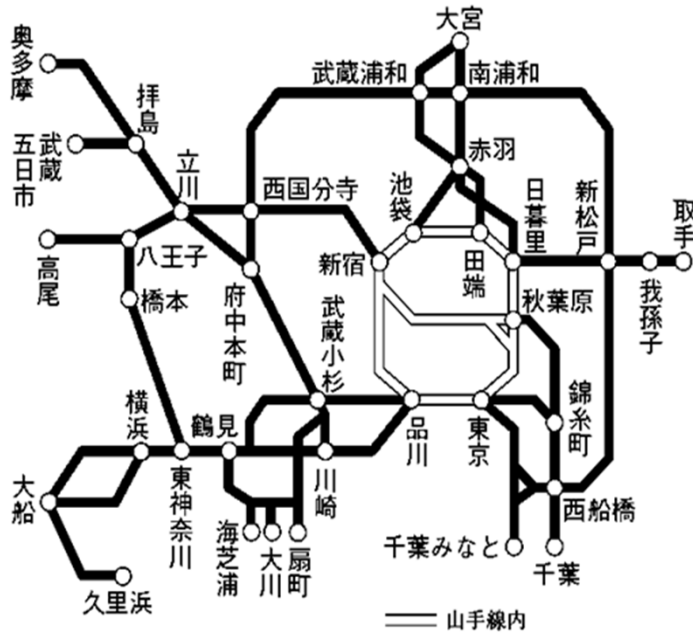 大宮
奥多摩
武蔵浦和
南浦和
拝島
武蔵五日市
赤羽
立川
池袋
日暮里
新松戸
取手
西国分寺
高尾
八王子
新宿
田端
我孫子
橋本
府中本町
秋葉原
武蔵小杉
錦糸町
横浜
鶴見
品川
東京
大船
東神奈川
川崎
西船橋
海芝浦
大川
扇町
千葉みなと
千葉
久里浜
山手線内